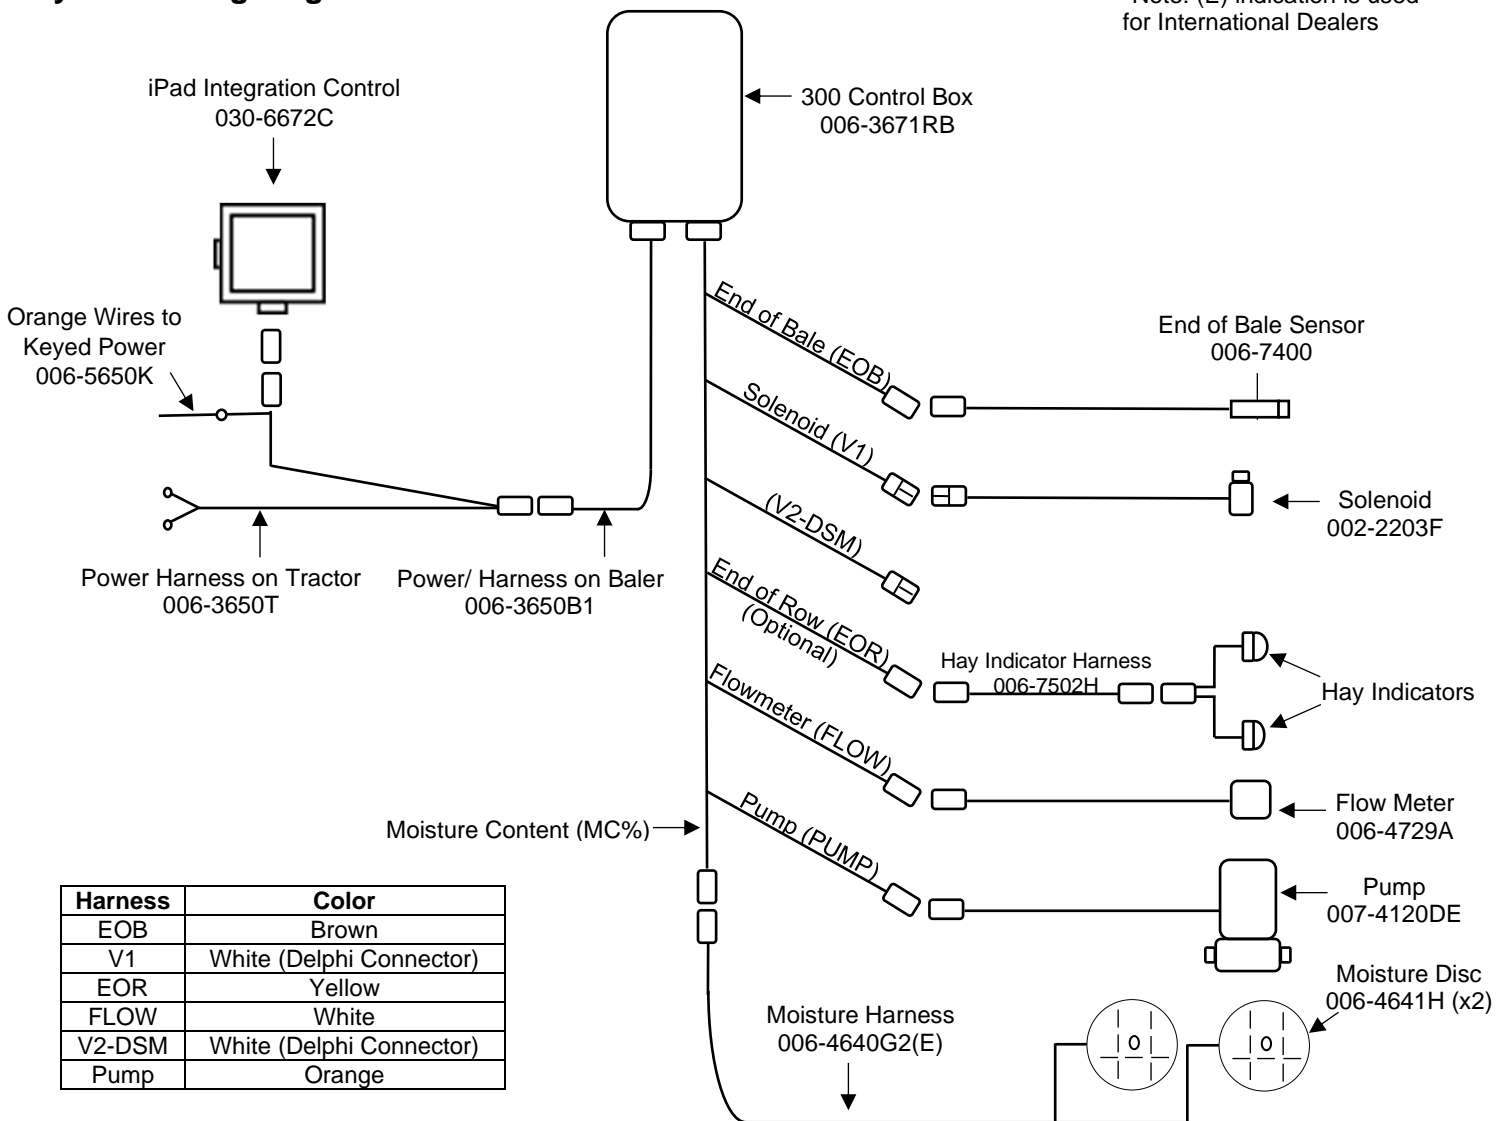 for International Dealers
iPad Integration Control
030-6672C
300 Control Box
006-3671RB
Orange Wires to
Keyed Power
006-5650K
End of Bale (EOB)
End of Bale Sensor
006-7400
Solenoid (V1)
Solenoid
002-2203F
(V2-DSM)
Power Harness on Tractor
006-3650T
Power/ Harness on Baler
006-3650B1
End of Row (EOR)
(Optional)
Hay Indicator Harness
006-7502H
Hay Indicators
Flowmeter (FLOW)
Flow Meter
006-4729A
Moisture Content (MC%)
Pump (PUMP)
Pump
007-4120DE
Harness Color
EOB Brown
V1 White (Delphi Connector)
EOR Yellow
FLOW White
V2-DSM White (Delphi Connector)
Pump Orange
Moisture Disc
006-4641H (x2)
Moisture Harness
006-4640G2(E)